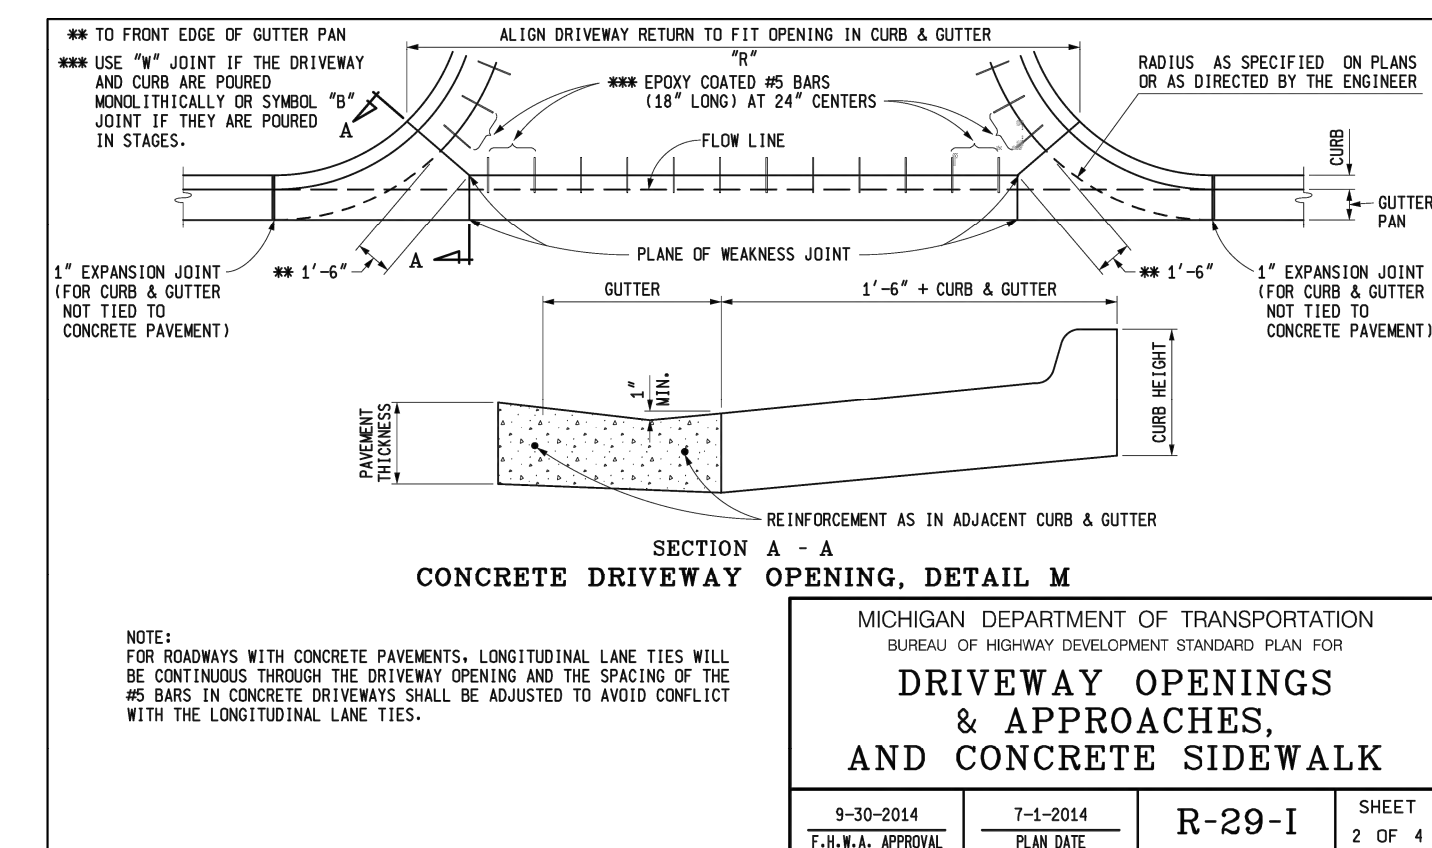 ** TO FRONT EDGE OF GUTTER PAN
*** USE "W" JOINT IF THE DRIVEWAY
AND CURB ARE POURED
MONOLITHICALLY OR SYMBOL "B"
JOINT IF THEY ARE POURED
IN STAGES.
ALIGN DRIVEWAY RETURN TO FIT OPENING IN CURB & GUTTER
"R"
*** EPOXY COATED #5 BARS
(18" LONG) AT 24" CENTERS
RADIUS AS SPECIFIED ON PLANS
OR AS DIRECTED BY THE ENGINEER
A
FLOW LINE
CURB
GUTTER
PAN
PLANE OF WEAKNESS JOINT
A
** 1'-6"
** 1'-6"
1" EXPANSION JOINT
(FOR CURB & GUTTER
NOT TIED TO
CONCRETE PAVEMENT)
1" EXPANSION JOINT
(FOR CURB & GUTTER
NOT TIED TO
CONCRETE PAVEMENT)
GUTTER
1'-6" + CURB & GUTTER
1"
MIN.
PAVEMENT
THICKNESS
CURB HEIGHT
REINFORCEMENT AS IN ADJACENT CURB & GUTTER
SECTION A - A
CONCRETE DRIVEWAY OPENING, DETAIL M
NOTE:
FOR ROADWAYS WITH CONCRETE PAVEMENTS, LONGITUDINAL LANE TIES WILL
BE CONTINUOUS THROUGH THE DRIVEWAY OPENING AND THE SPACING OF THE
#5 BARS IN CONCRETE DRIVEWAYS SHALL BE ADJUSTED TO AVOID CONFLICT
WITH THE LONGITUDINAL LANE TIES.
MICHIGAN DEPARTMENT OF TRANSPORTATION
BUREAU OF HIGHWAY DEVELOPMENT STANDARD PLAN FOR
DRIVEWAY OPENINGS
& APPROACHES,
AND CONCRETE SIDEWALK
9-30-2014
F.H.W.A. APPROVAL
7-1-2014
PLAN DATE
R-29-I
SHEET
2 OF 4